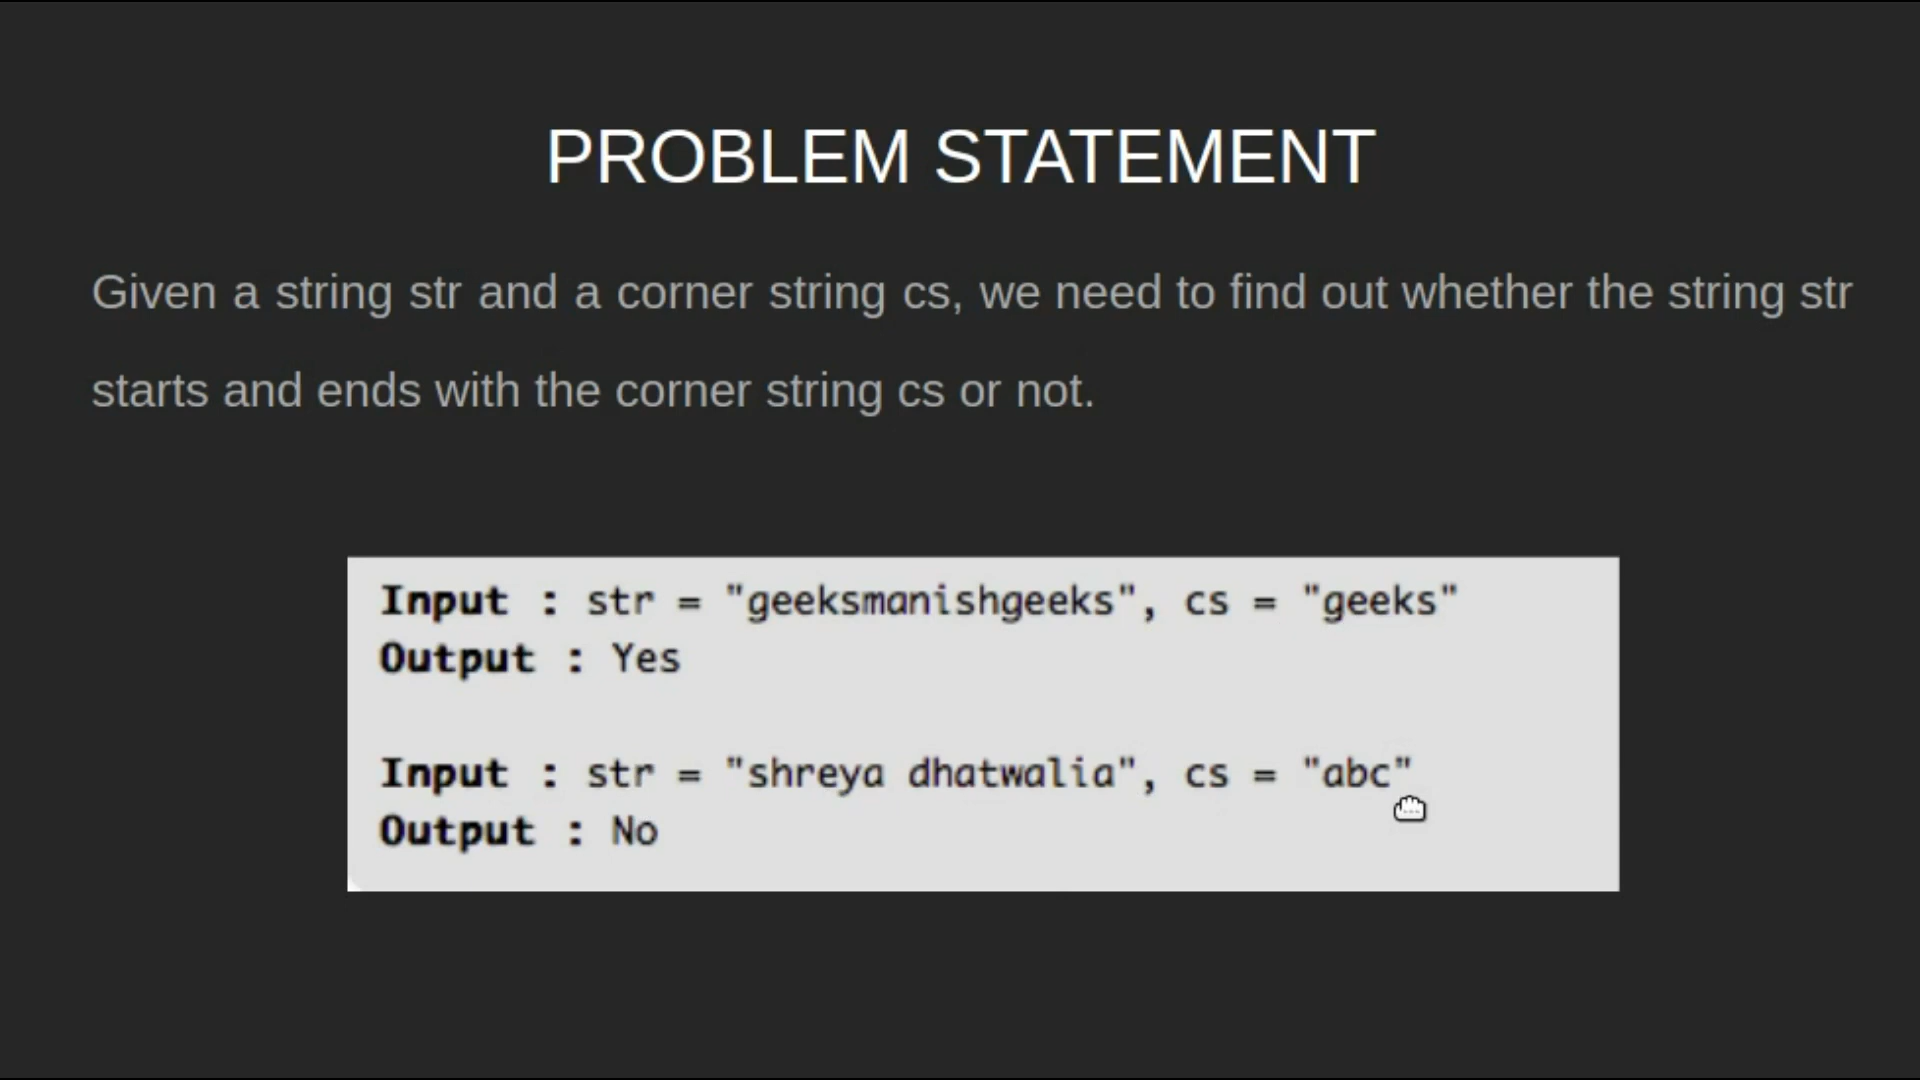 PROBLEM STATEMENT
Given a string str and a corner string cs, we need to find out whether the string str
starts and ends with the corner string cs or not.
Input : str = "geeksmanishgeeks", cs = "geeks"
Output : Yes
Input : str = "shreya dhatwalia", cs = "abc"
Output : No